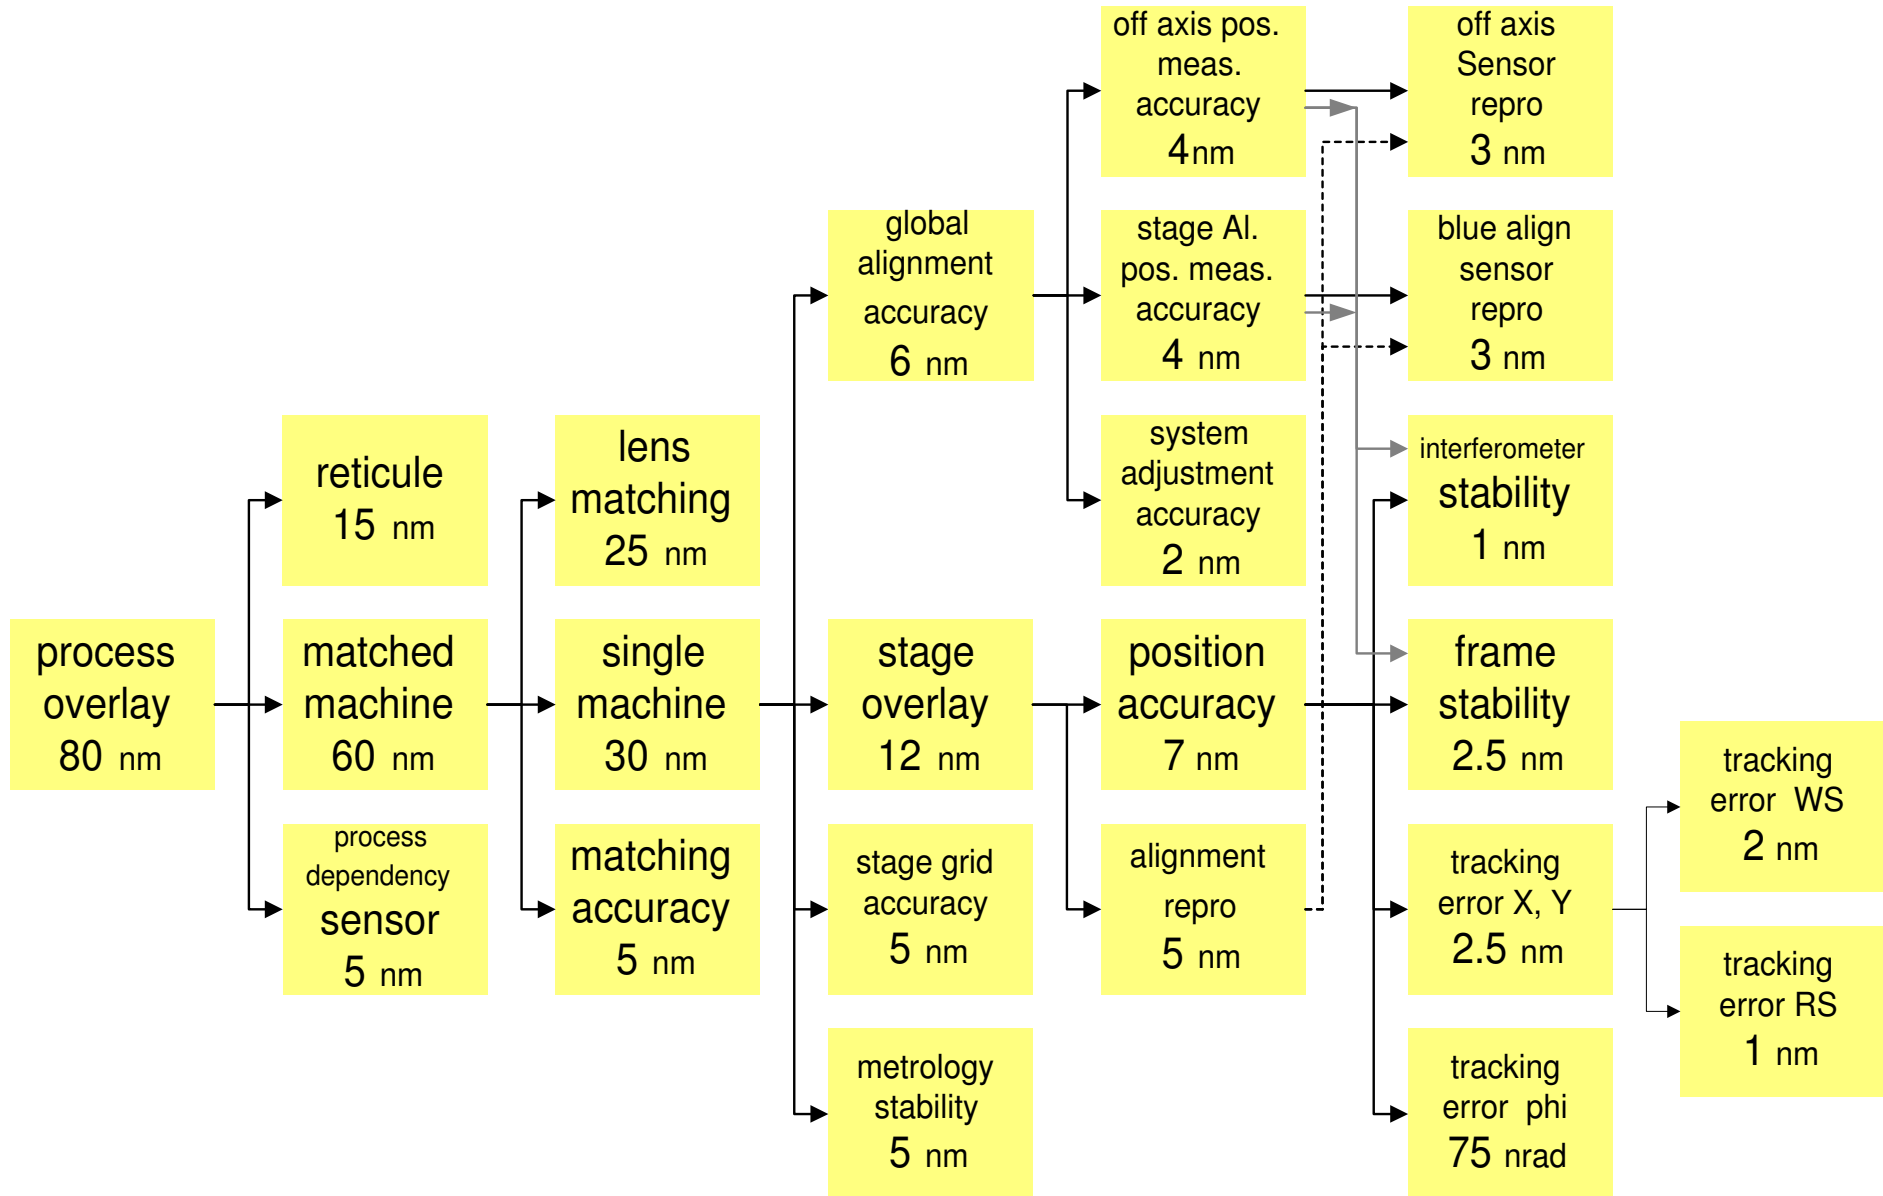 process
overlay
80 nm
reticule
15 nm
matched
machine
60 nm
process
dependency
sensor
5 nm
lens
matching
25 nm
single
machine
30 nm
matching
accuracy
5 nm
global
alignment
accuracy
6 nm
stage
overlay
12 nm
stage grid
accuracy
5 nm
metrology
stability
5 nm
off axis pos.
meas.
accuracy
4nm
stage Al.
pos. meas.
accuracy
4 nm
system
adjustment
accuracy
2 nm
position
accuracy
7 nm
alignment
repro
5 nm
off axis
Sensor
repro
3 nm
blue align
sensor
repro
3 nm
interferometer
stability
1 nm
frame
stability
2.5 nm
tracking
error X, Y
2.5 nm
tracking
error phi
75 nrad
tracking
error WS
2 nm
tracking
error RS
1 nm